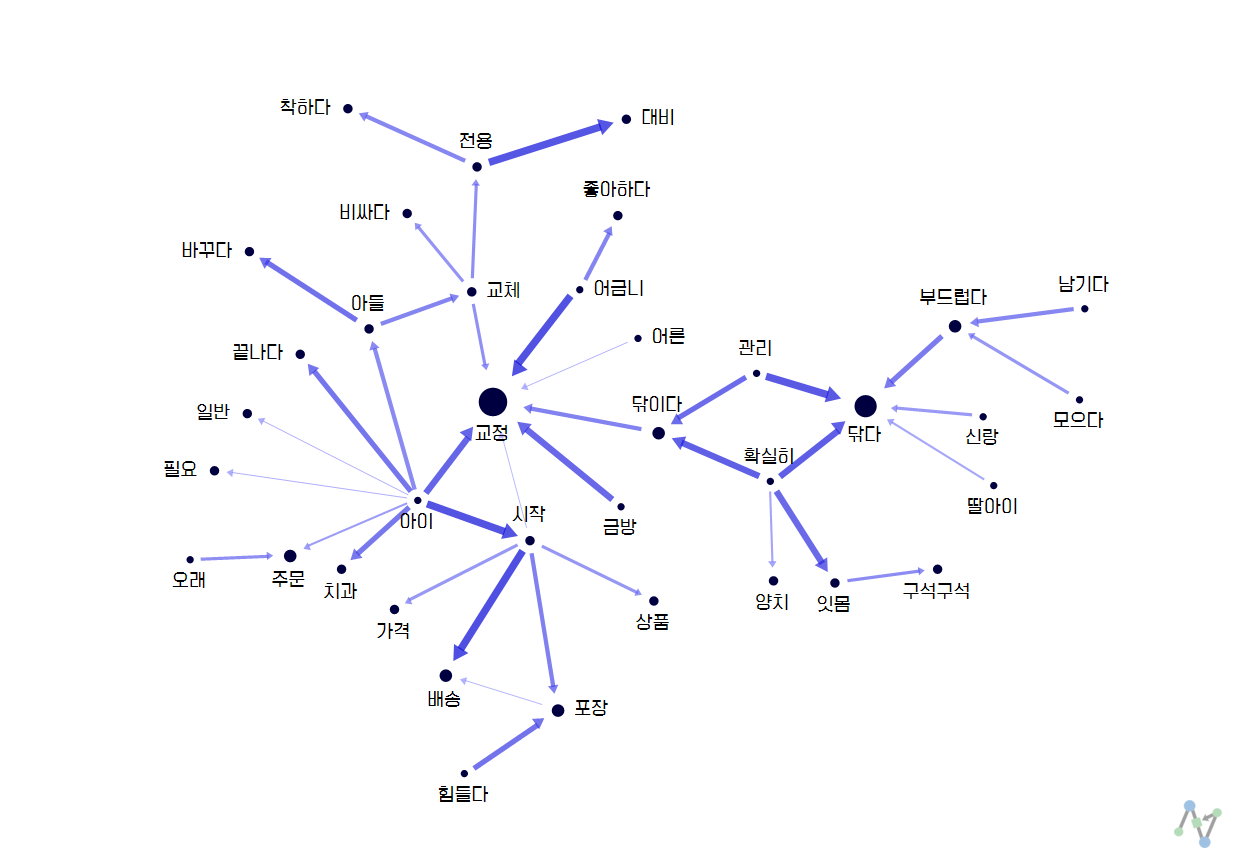 착하다
대비
전용
좋아하다
비싸다
바꾸다
교체
어금니
아들
부드럽다
남기다
어른
관리
끝나다
닦이다
일반
모으다
교정
닦다
신랑
확실히
필요
딸아이
아이
시작
금방
오래
주문
치과
양치
잇몸
구석구석
가격
상품
배송
포장
힘들다